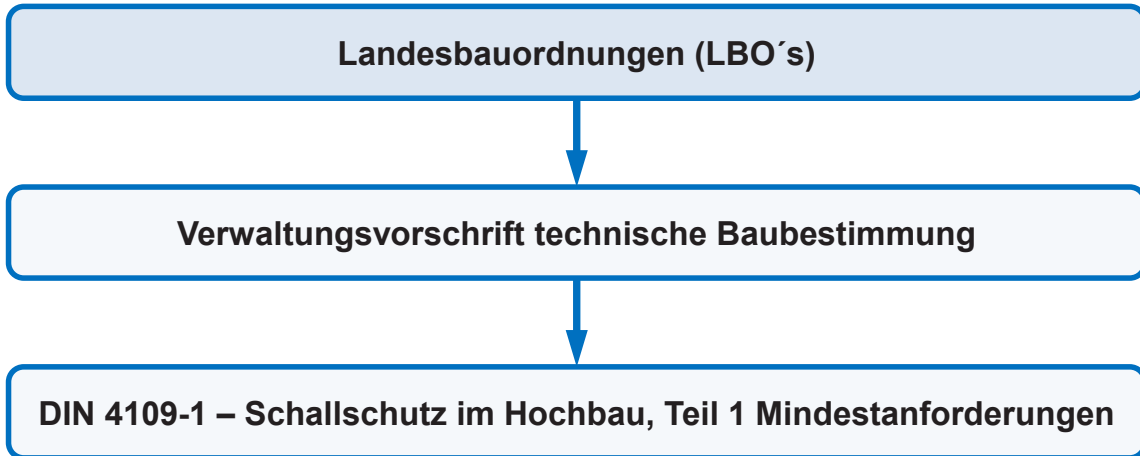 Landesbauordnungen (LBO´s)
Verwaltungsvorschrift technische Baubestimmung
DIN 4109-1 – Schallschutz im Hochbau, Teil 1 Mindestanforderungen